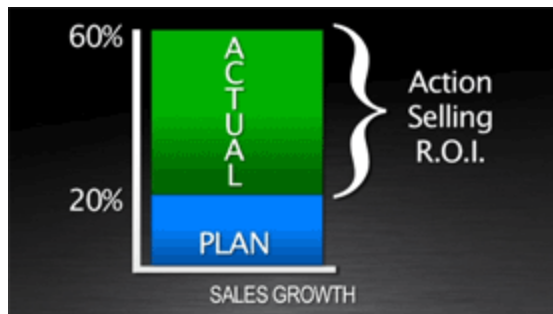 60%
ACTUAL
Action
Selling
R.O.I.
20%
PLAN
SALES GROWTH